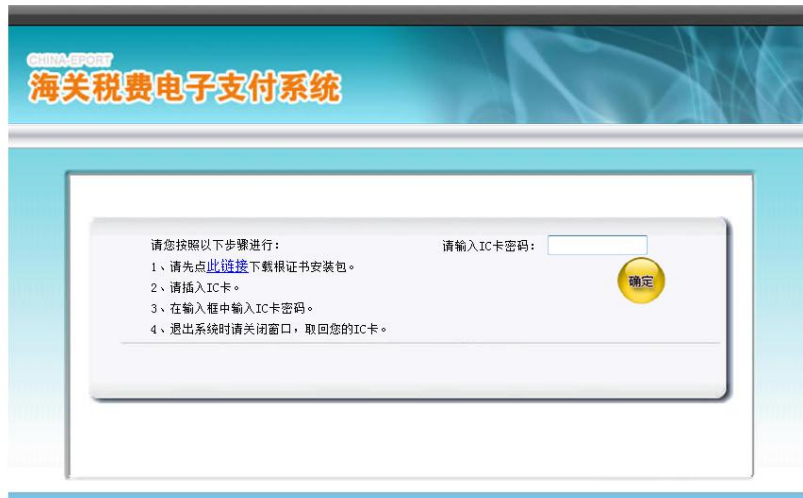 CHINA-EPORT
海关税费电子支付系统
请您按照以下步骤进行：
1、请先点此链接下载根证书安装包。
2、请插入IC卡。
3、在输入框中输入IC卡密码。
4、退出系统时请关闭窗口，取回您的IC卡。
请输入IC卡密码：
确定